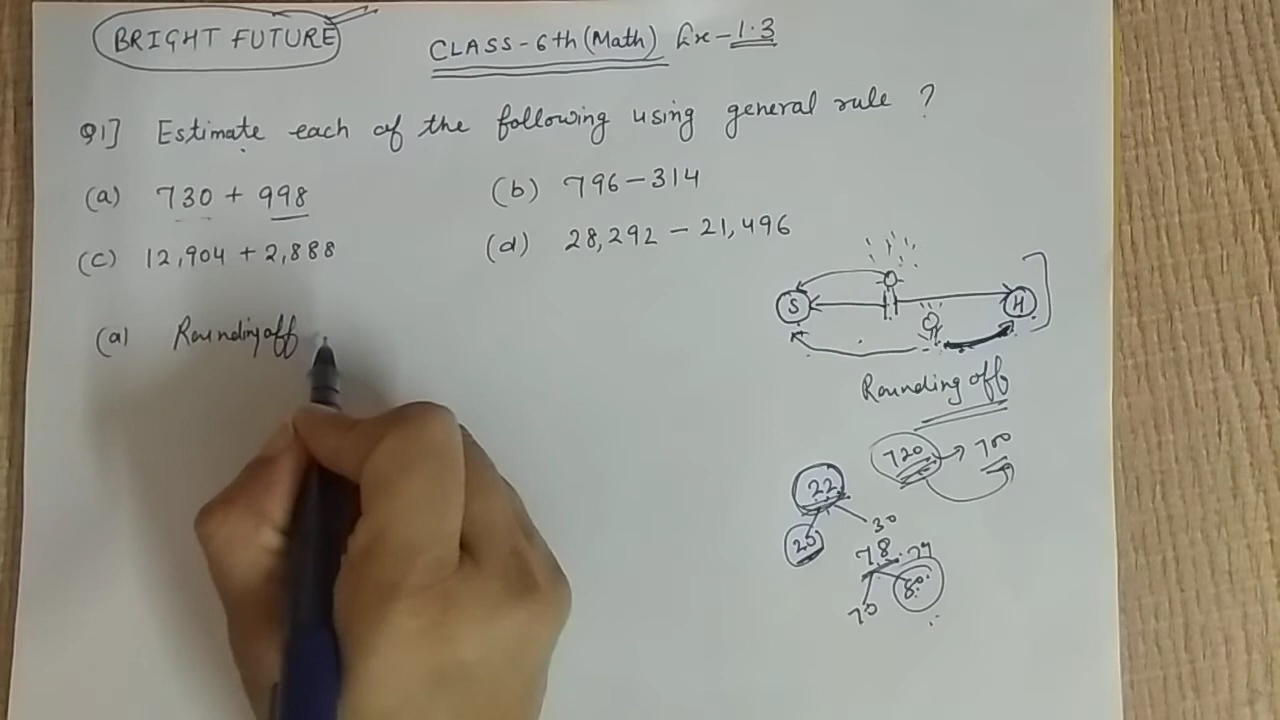 BRIGHT FUTURE
CLASS-6th (Math) Ex-1.3
Q1] Estimate each of the following using general rule ?
(a) 730 + 998
(b) 796-314
(c) 12,904 + 2,888
(d) 28,292 - 21,496
(a) Rounding off
S H
Rounding off
720 → 700
22
20 30
78 79
70 80